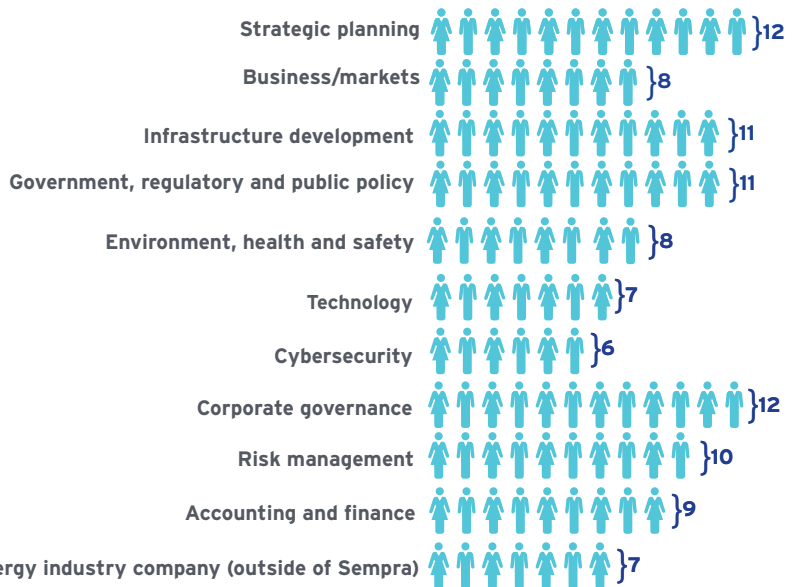 Strategic planning }12
Business/markets }8
Infrastructure development }11
Government, regulatory and public policy }11
Environment, health and safety }8
Technology }7
Cybersecurity }6
Corporate governance }12
Risk management }10
Accounting and finance }9
industry company (outside of Sempra) }7